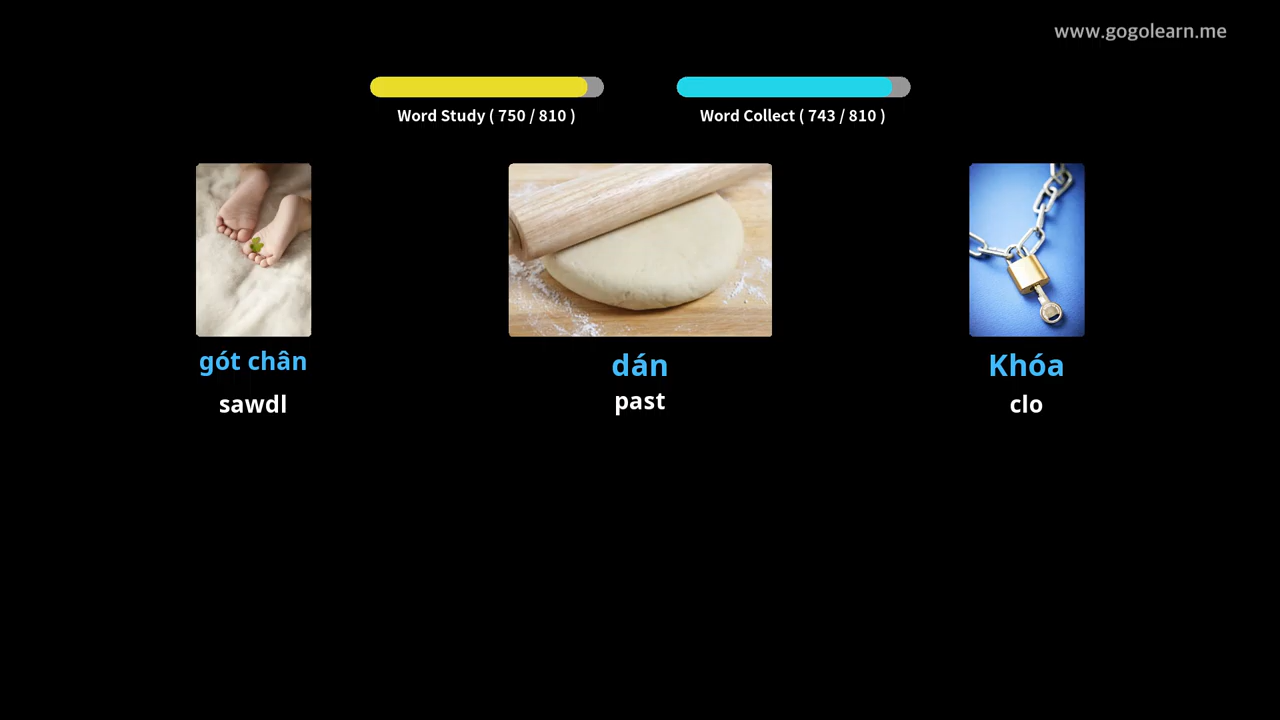 www.gogolearn.me
Word Study ( 750 / 810 )
Word Collect ( 743 / 810 )
gót chân
dán
Khóa
sawdl
past
clo